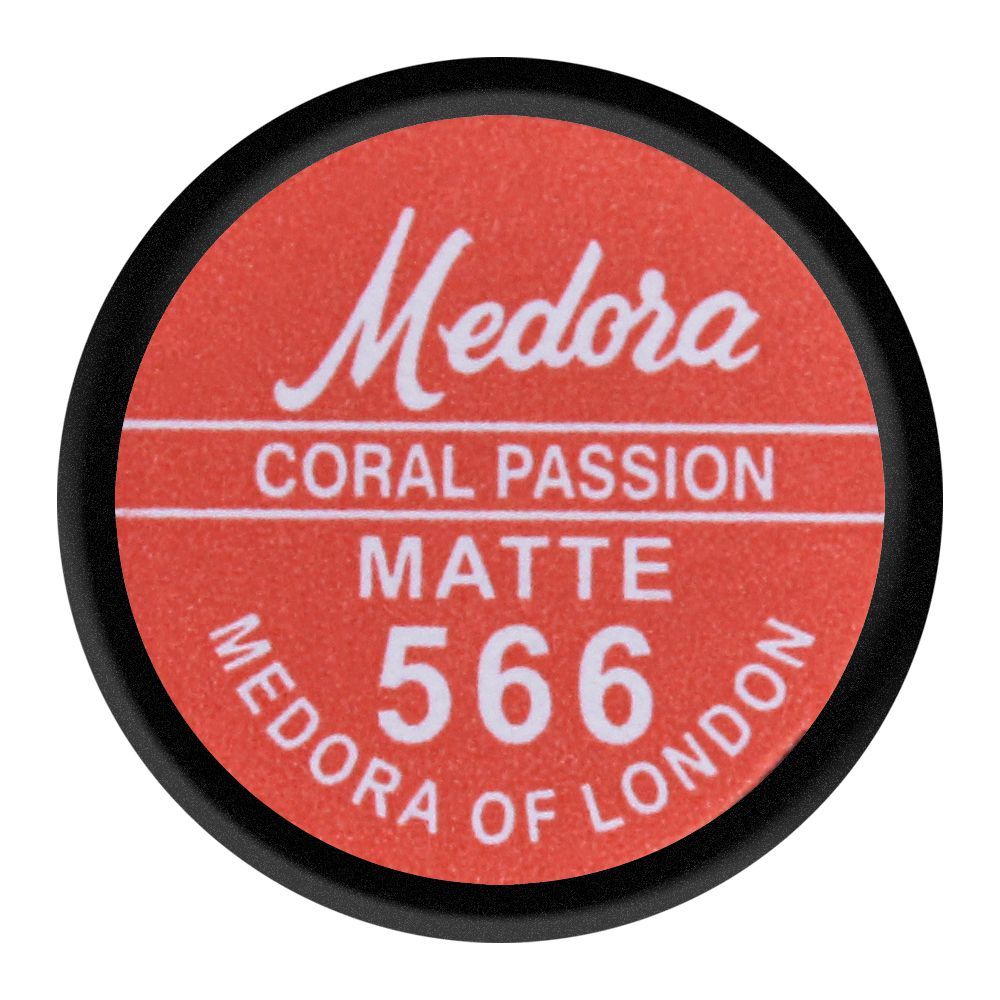 Medora
CORAL PASSION
MATTE
566
MEDORA OF LONDON